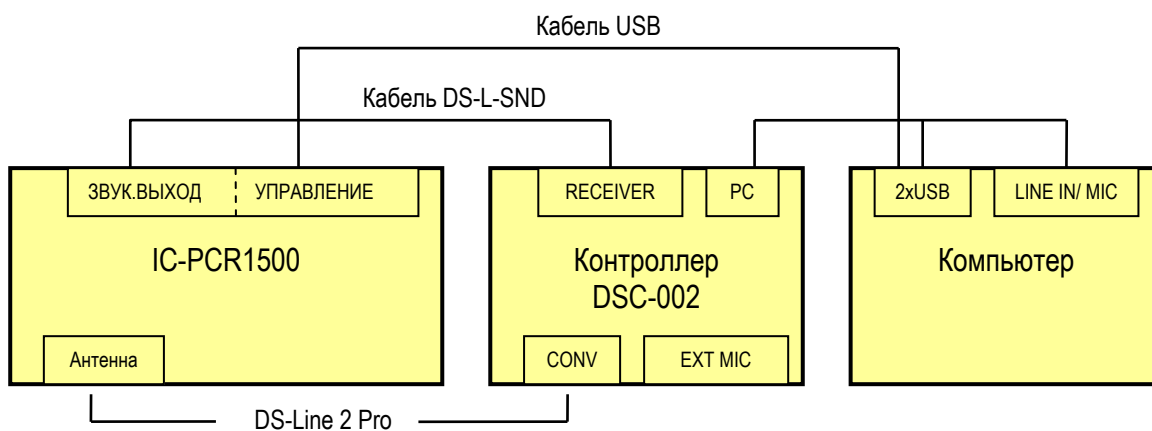 Кабель USB
Кабель DS-L-SND
ЗВУК.ВЫХОД УПРАВЛЕНИЕ
RECEIVER PC
2xUSB LINE IN/ MIC
IC-PCR1500
Контроллер
DSC-002
Компьютер
Антенна
CONV EXT MIC
DS-Line 2 Pro